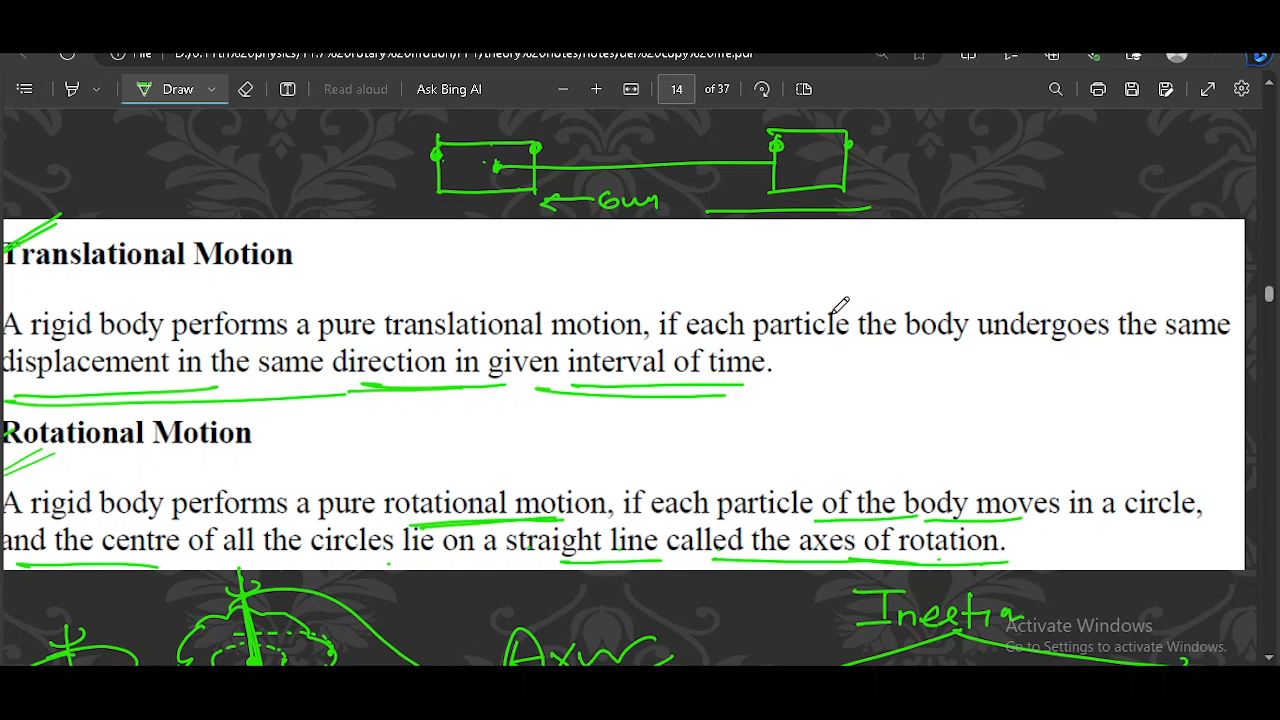 Draw
Read aloud
Ask Bing AI
14
of 37
6um
Translational Motion
A rigid body performs a pure translational motion, if each particle the body undergoes the same
displacement in the same direction in given interval of time.
Rotational Motion
A rigid body performs a pure rotational motion, if each particle of the body moves in a circle,
and the centre of all the circles lie on a straight line called the axes of rotation.
Inertia
Activate Windows
Go to Settings to activate Windows.